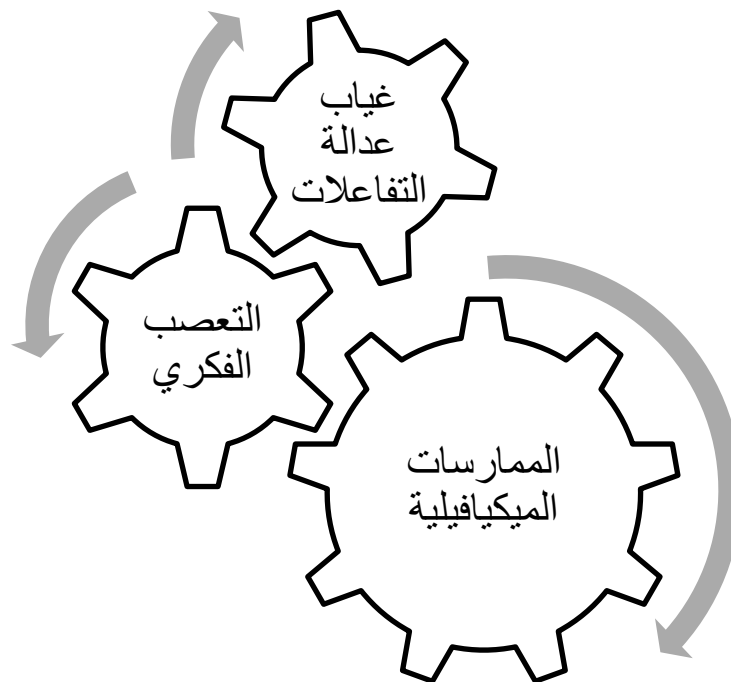 غياب
عدالة
التفاعلات
التعصب
الفكري
الممارسات
الميكيافيلية